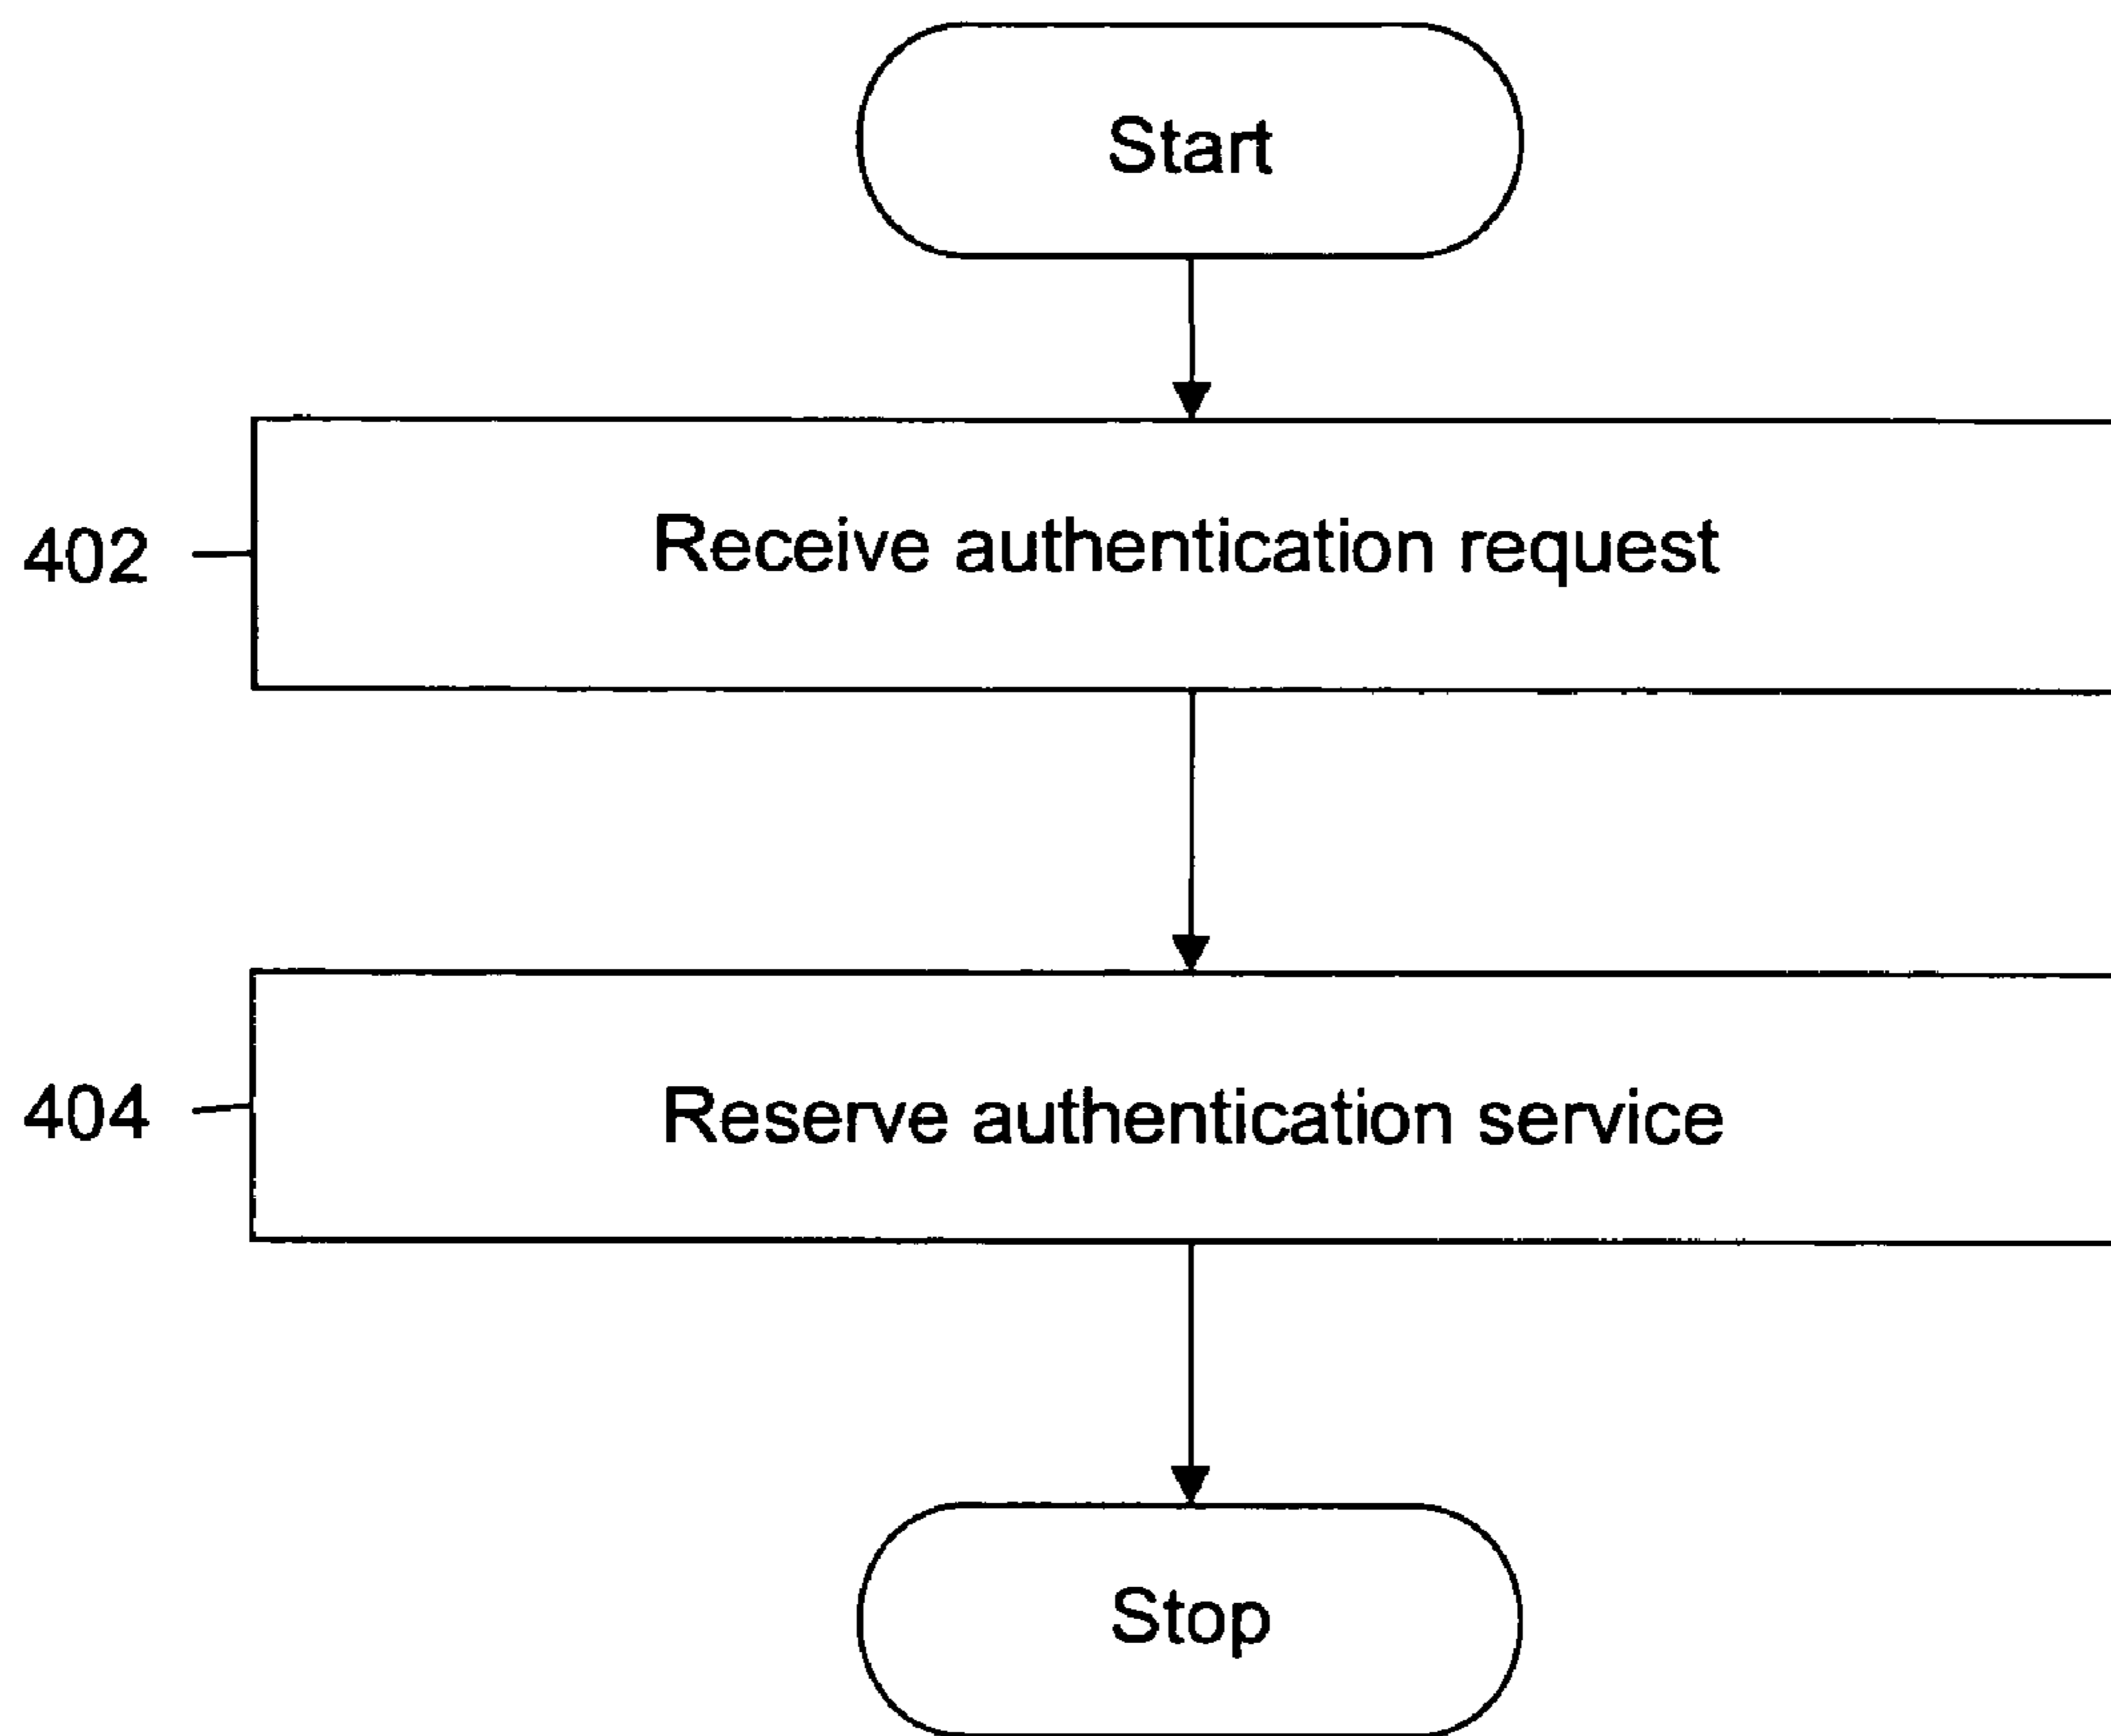 Start
402
Receive authentication request
404
Reserve authentication service
Stop